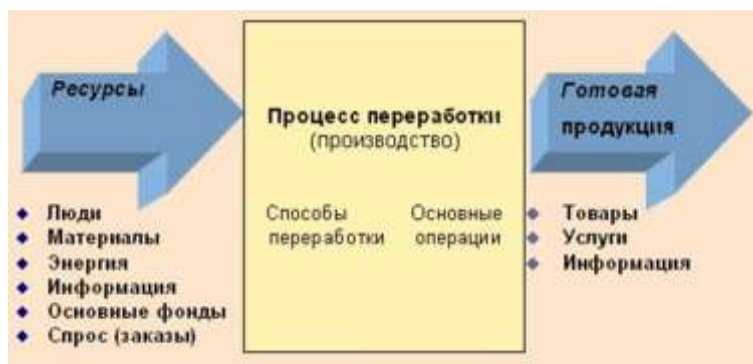 Ресурсы
Люди
Материалы
Энергия
Информация
Основные фонды
Спрос (заказы)
Процесс переработки
(производство)
Способы переработки
Основные операции
Готовая
продукция
Товары
Услуги
Информация